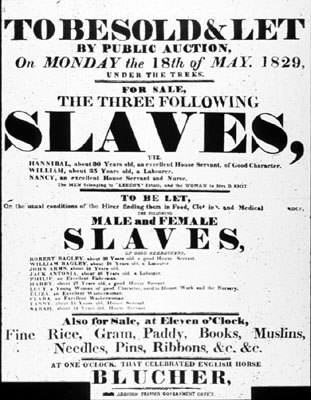 TO BE SOLD & LET
BY PUBLIC AUCTION,
On MONDAY the 18th of MAY. 1829,
UNDER THE TREES.
FOR SALE,
THE THREE FOLLOWING
SLAVES,
VIZ.
HANNIBAL, about 30 Years old, an excellent House Servant, of Good Character.
WILLIAM, about 35 Years old, a Labourer.
NANCY, an excellent House Servant and Nurse.
The MEN belonging to "LEECH'S" Estate, and the WOMAN to Mrs. D. SMIT
TO BE LET,
On the usual conditions of the Hirer finding them in Food, and Medical
THE FOLLOWING
MALE and FEMALE
SLAVES,
OF GOOD CHARACTERS,
ROBERT BAGLEY, about 20 Years old, a good House Servant.
WILLIAM BAGLEY, about 18 Years old, a Labourer.
JOHN ARMS, about 18 Years old.
JACK ANTONIA, about 40 Years old, a Labourer.
PHILIP, an Excellent Fisherman.
HARRY, about 27 Years old, a good House Servant.
LUCY, a Young Woman of good Character, used to House Work and the Nursery.
ELIZA, an Excellent Washerwoman.
CLARA, an Excellent Washerwoman.
FANNY, about 14 Years old, House Servant.
SARAH, about 14 Years old, House Servant.
Also for Sale, at Eleven o'Clock,
Fine Rice, Gram, Paddy, Books, Muslins,
Needles, Pins, Ribbons, &c. &c.
AT ONE O'CLOCK, THAT CELEBRATED ENGLISH HORSE
BLUCHER,
ADDISON PRINTER GOVERNMENT OFFICE.